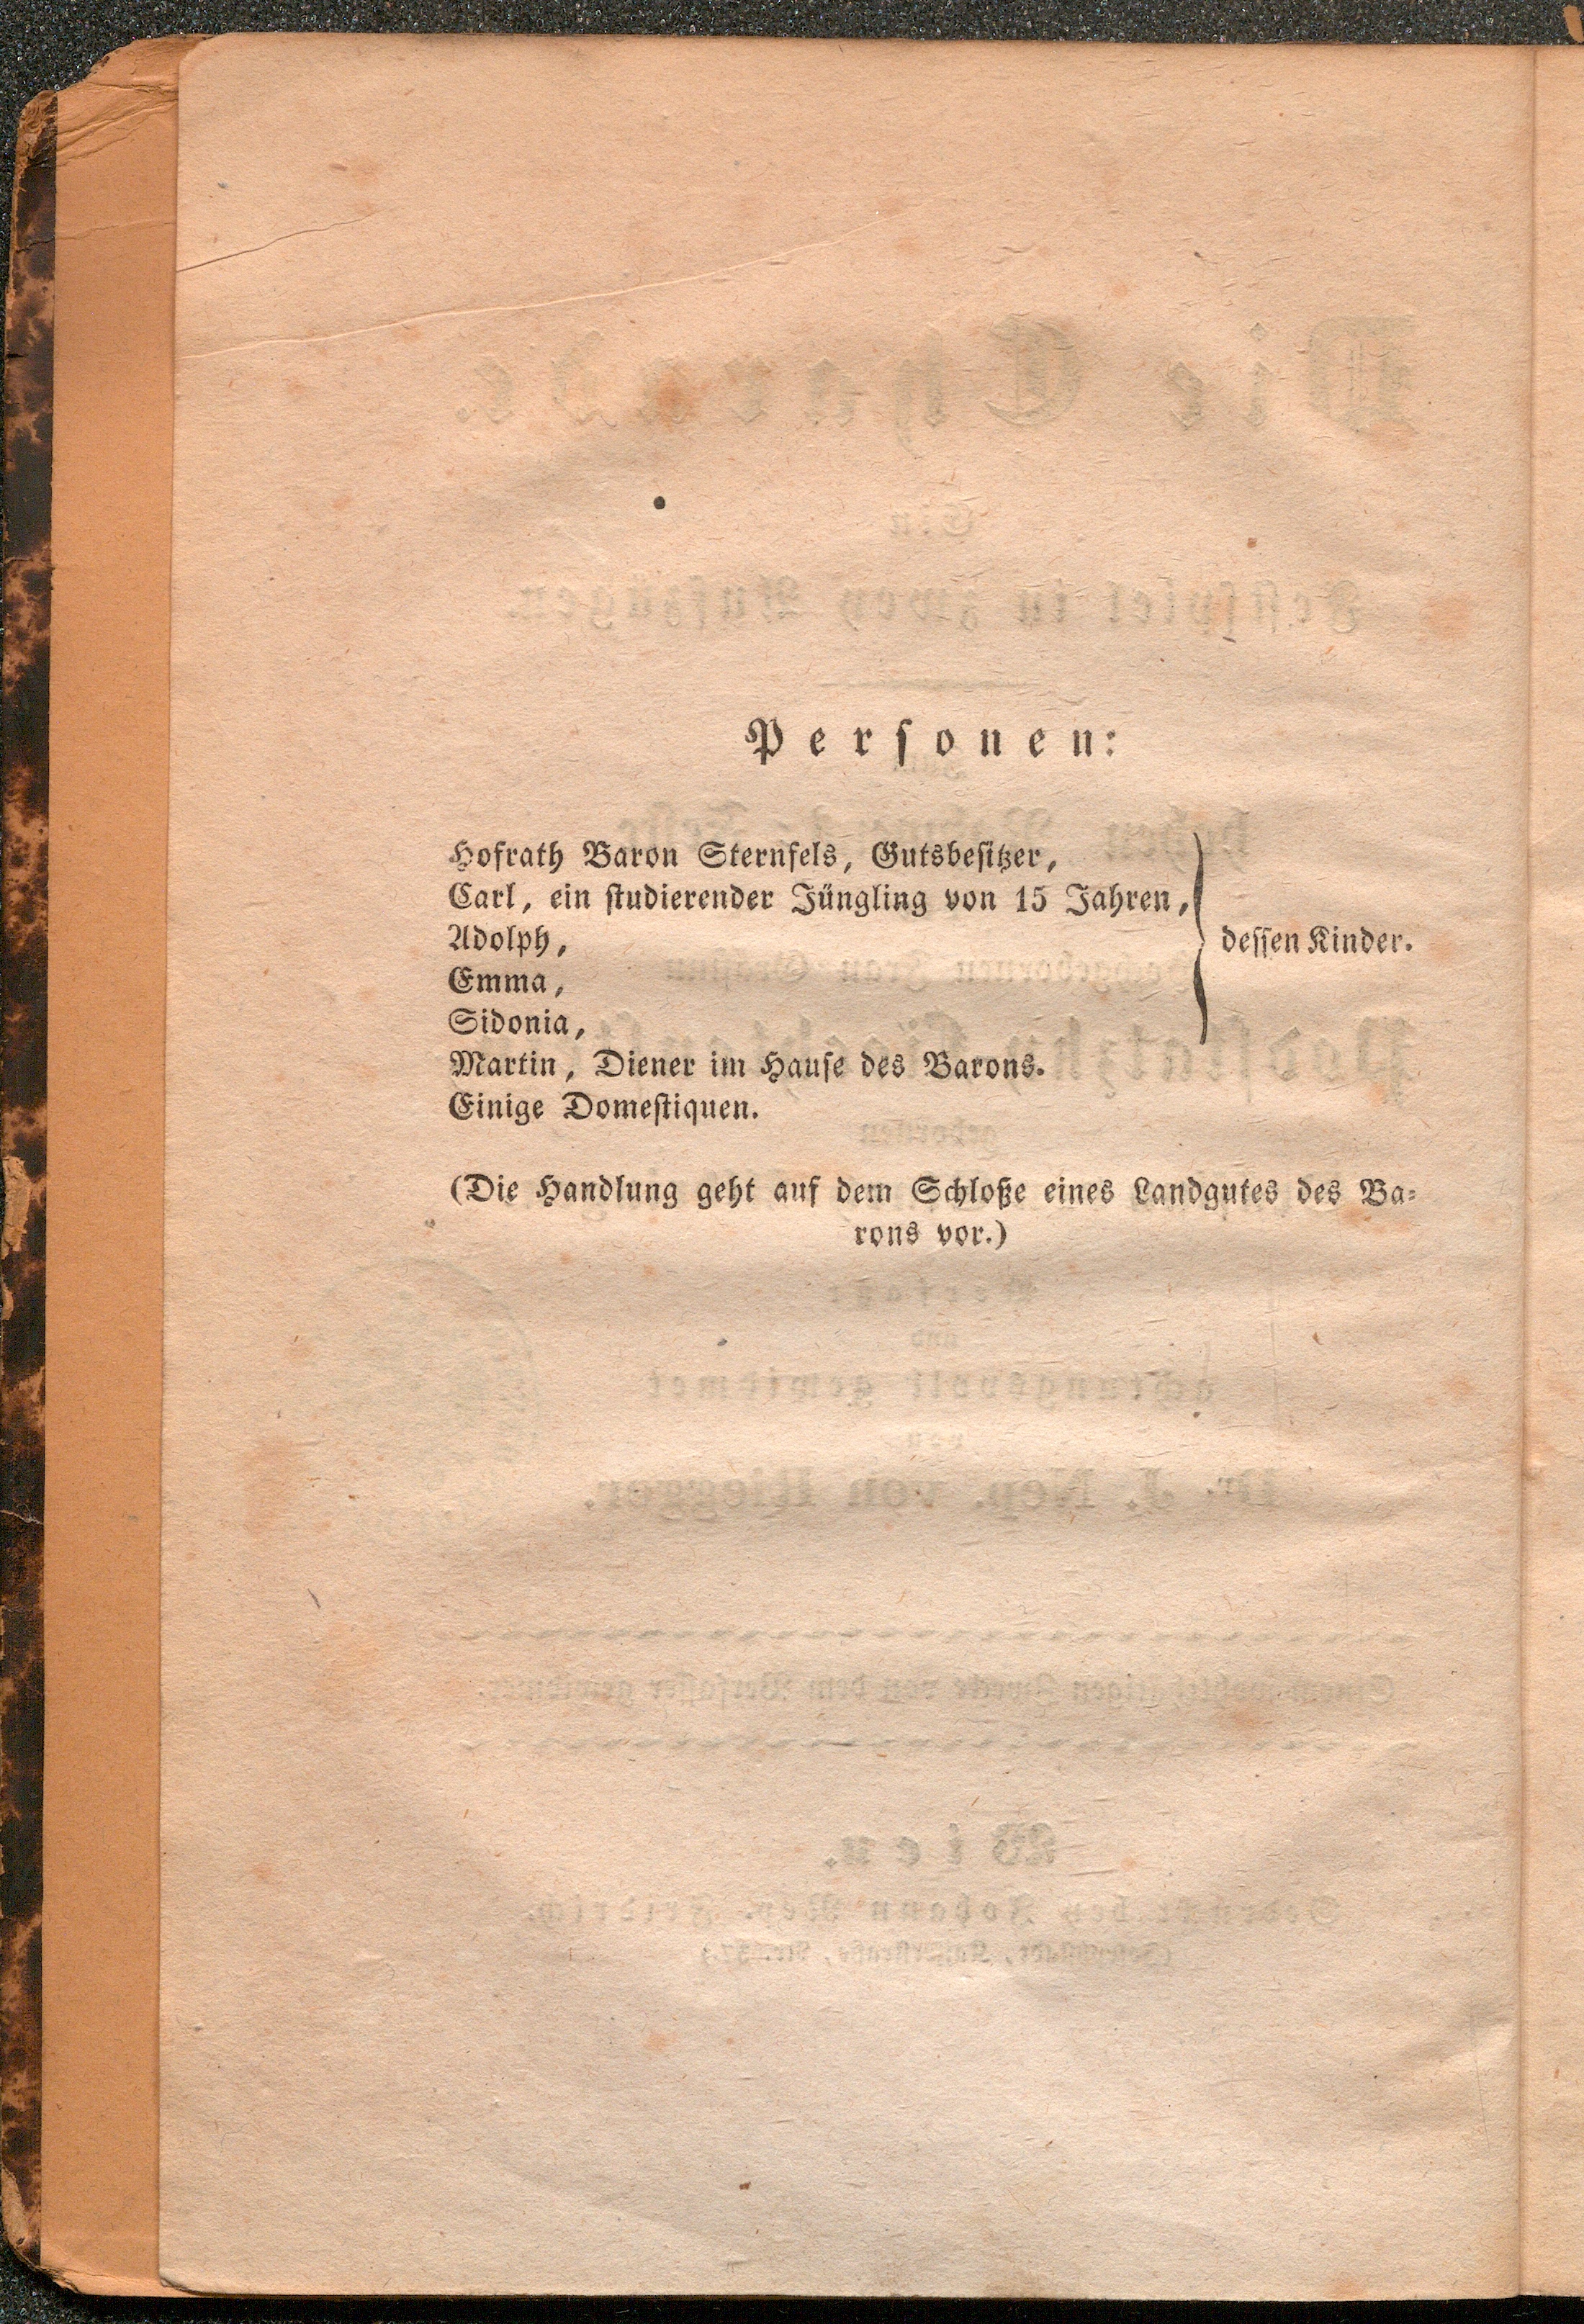 Personen:
Hofrath Baron Sternfels, Gutsbesitzer,
Carl, ein studierender Jüngling von 15 Jahren,
Adolph,
dessen Kinder.
Emma,
Sidonia,
Martin, Diener im Hause des Barons.
Einige Domestiquen.
(Die Handlung geht auf dem Schloße eines Landgutes des Ba-
rons vor.)